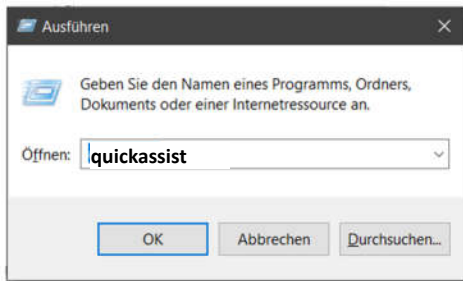 Ausführen
Geben Sie den Namen eines Programms, Ordners,
Dokuments oder einer Internetressource an.
Öffnen: quickassist
OK Abbrechen Durchsuchen...